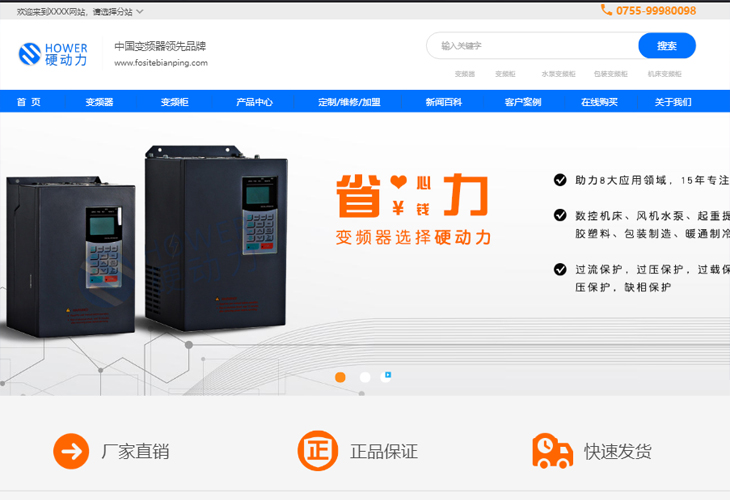 欢迎来到XXXX网站，请选择分站
0755-99980098
HOWER
硬动力
中国变频器领先品牌
www.fositebianping.com
输入关键字
搜索
变频器 变频柜 水泵变频柜 包装变频柜 机床变频柜
首 页 变频器 变频柜 产品中心 定制/维修/加盟 新闻百科 客户案例 在线购买 关于我们
省心力
¥钱
变频器选择硬动力
助力8大应用领域，15年专注
数控机床、风机水泵、起重提
胶塑料、包装制造、暖通制冷
过流保护，过压保护，过载保
压保护，缺相保护
厂家直销
正
正品保证
快速发货